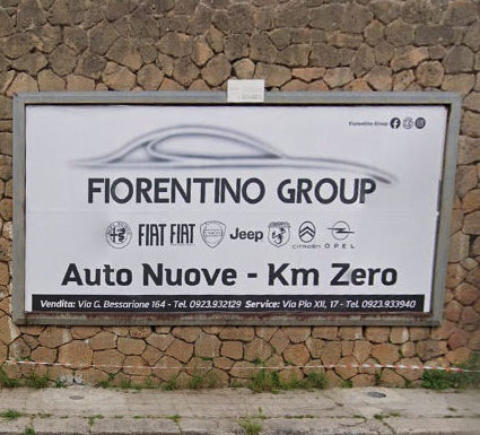 Fiorentino Group
FIORENTINO GROUP
FIAT FIAT Jeep CITROËN OPEL
Auto Nuove - Km Zero
Vendita: Via G. Bessarione 164 - Tel. 0923.932129 Service: Via Pio XII, 17 - Tel. 0923.933940